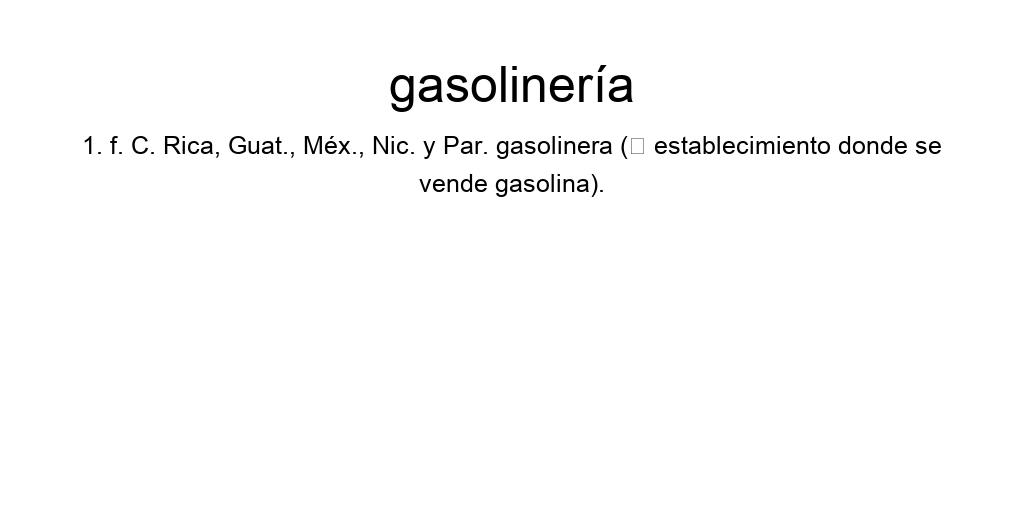 gasolinería
1. f. C. Rica, Guat., Méx., Nic. y Par. gasolinera (□ establecimiento donde se
vende gasolina).